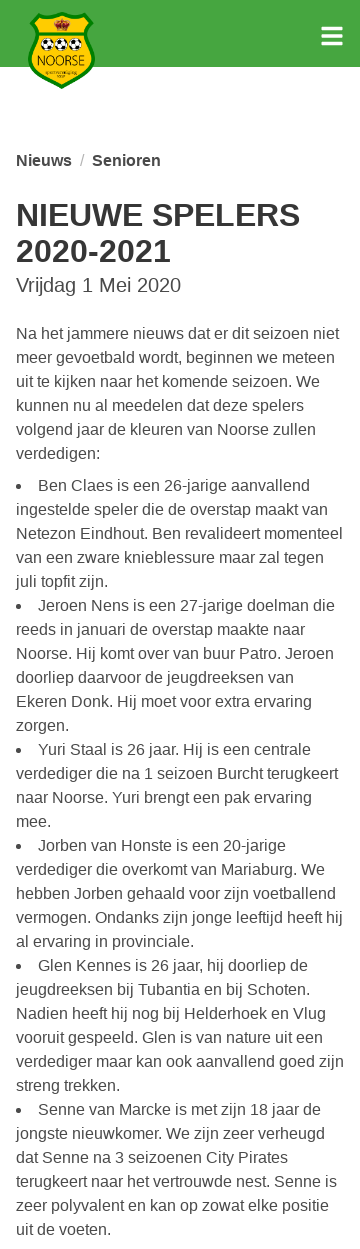 NOORSE
Nieuws / Senioren
NIEUWE SPELERS
2020-2021
Vrijdag 1 Mei 2020
Na het jammere nieuws dat er dit seizoen niet
meer gevoetbald wordt, beginnen we meteen
uit te kijken naar het komende seizoen. We
kunnen nu al meedelen dat deze spelers
volgend jaar de kleuren van Noorse zullen
verdedigen:
• Ben Claes is een 26-jarige aanvallend
ingestelde speler die de overstap maakt van
Netezon Eindhout. Ben revalideert momenteel
van een zware knieblessure maar zal tegen
juli topfit zijn.
• Jeroen Nens is een 27-jarige doelman die
reeds in januari de overstap maakte naar
Noorse. Hij komt over van buur Patro. Jeroen
doorliep daarvoor de jeugdreeksen van
Ekeren Donk. Hij moet voor extra ervaring
zorgen.
• Yuri Staal is 26 jaar. Hij is een centrale
verdediger die na 1 seizoen Burcht terugkeert
naar Noorse. Yuri brengt een pak ervaring
mee.
• Jorben van Honste is een 20-jarige
verdediger die overkomt van Mariaburg. We
hebben Jorben gehaald voor zijn voetballend
vermogen. Ondanks zijn jonge leeftijd heeft hij
al ervaring in provinciale.
• Glen Kennes is 26 jaar, hij doorliep de
jeugdreeksen bij Tubantia en bij Schoten.
Nadien heeft hij nog bij Helderhoek en Vlug
vooruit gespeeld. Glen is van nature uit een
verdediger maar kan ook aanvallend goed zijn
streng trekken.
• Senne van Marcke is met zijn 18 jaar de
jongste nieuwkomer. We zijn zeer verheugd
dat Senne na 3 seizoenen City Pirates
terugkeert naar het vertrouwde nest. Senne is
zeer polyvalent en kan op zowat elke positie
uit de voeten.